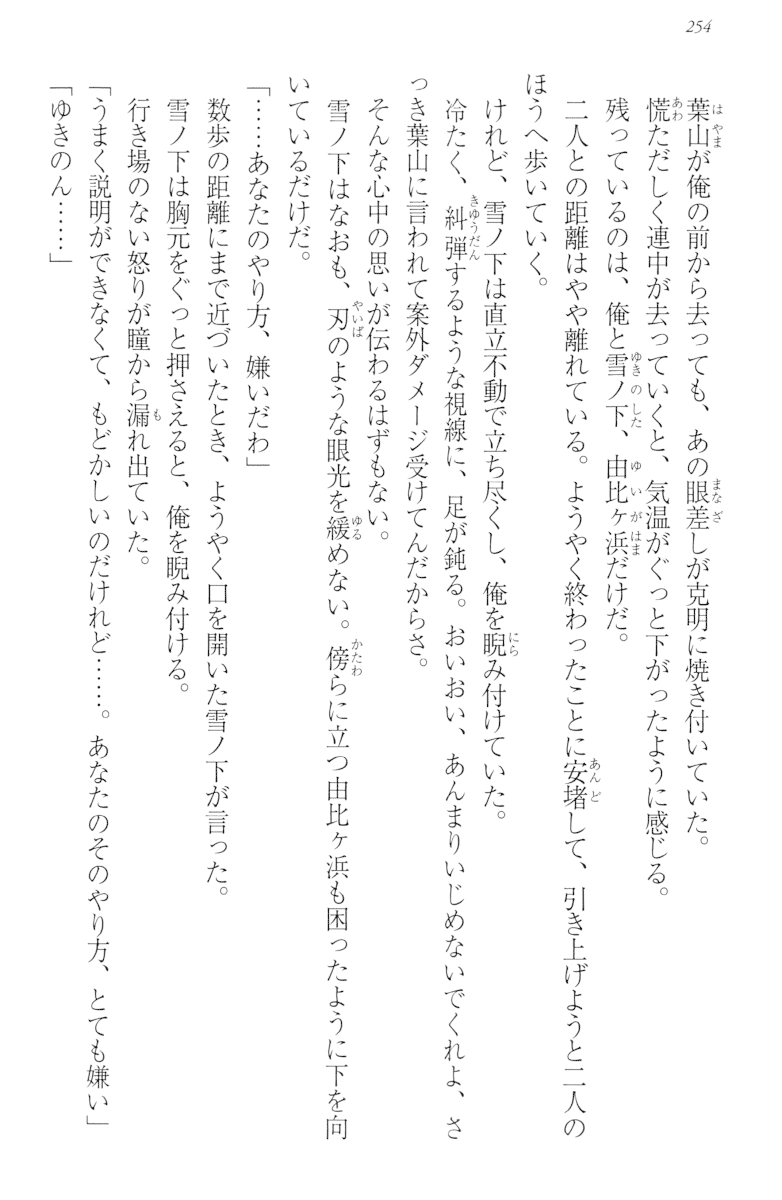 254
葉山が俺の前から去っても、あの眼差しが克明に焼き付いていた。
慌ただしく連中が去っていくと、気温がぐっと下がったように感じる。
残っているのは、俺と雪ノ下、由比ヶ浜だけだ。
二人との距離はやや離れている。ようやく終わったことに安堵して、引き上げようと二人の
ほうへ歩いていく。
けれど、雪ノ下は直立不動で立ち尽くし、俺を睨み付けていた。
冷たく、糾弾するような視線に、足が鈍る。おいおい、あんまりいじめないでくれよ、さ
っき葉山に言われて案外ダメージ受けてんだからさ。
そんな心中の思いが伝わるはずもない。
雪ノ下はなおも、刃のような眼光を緩めない。傍らに立つ由比ヶ浜も困ったように下を向
いているだけだ。
「……あなたのやり方、嫌いだわ」
数歩の距離にまで近づいたとき、ようやく口を開いた雪ノ下が言った。
雪ノ下は胸元をぐっと押さえると、俺を睨み付ける。
行き場のない怒りが瞳から漏れ出ていた。
「うまく説明ができなくて、もどかしいのだけれど……。あなたのそのやり方、とても嫌い」
「ゆきのん……」